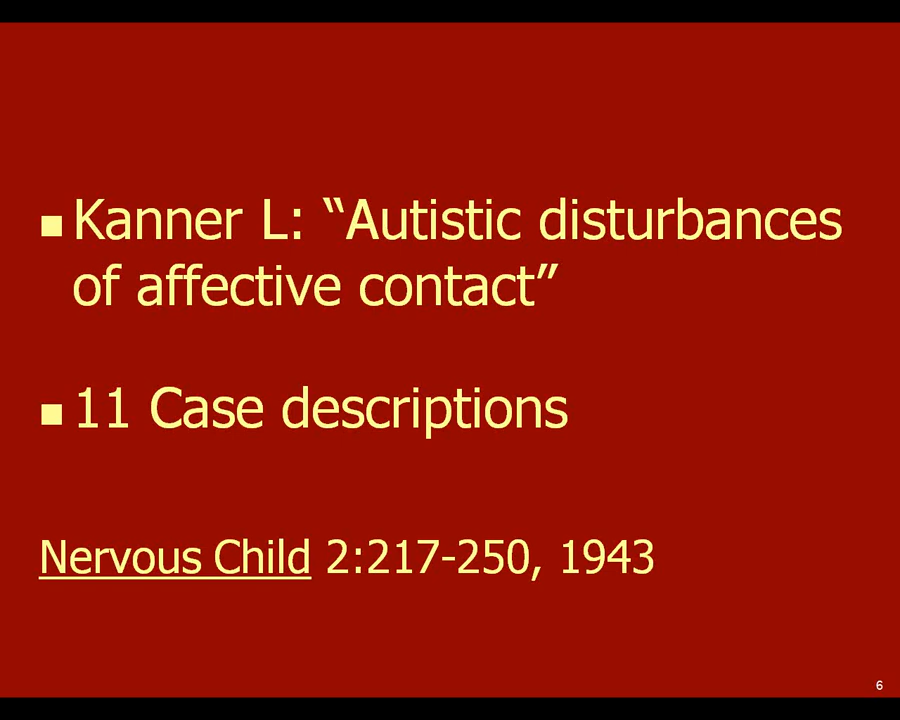 ■ Kanner L: “Autistic disturbances
of affective contact”
■ 11 Case descriptions
Nervous Child 2:217-250, 1943
6